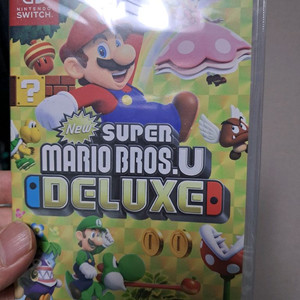 NINTENDO
SWITCH
New SUPER
MARIO BROS. U
DELUXE
?